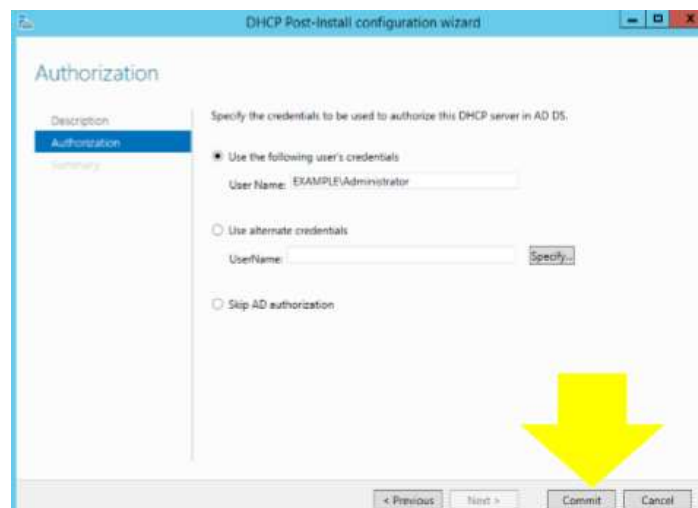 DHCP Post-Install configuration wizard
Authorization
Description
Authorization
Summary
Specify the credentials to be used to authorize this DHCP server in AD DS.
Use the following user's credentials
User Name: EXAMPLE\Administrator
Use alternate credentials
UserName:
Specify...
Skip AD authorization
< Previous
Next >
Commit
Cancel